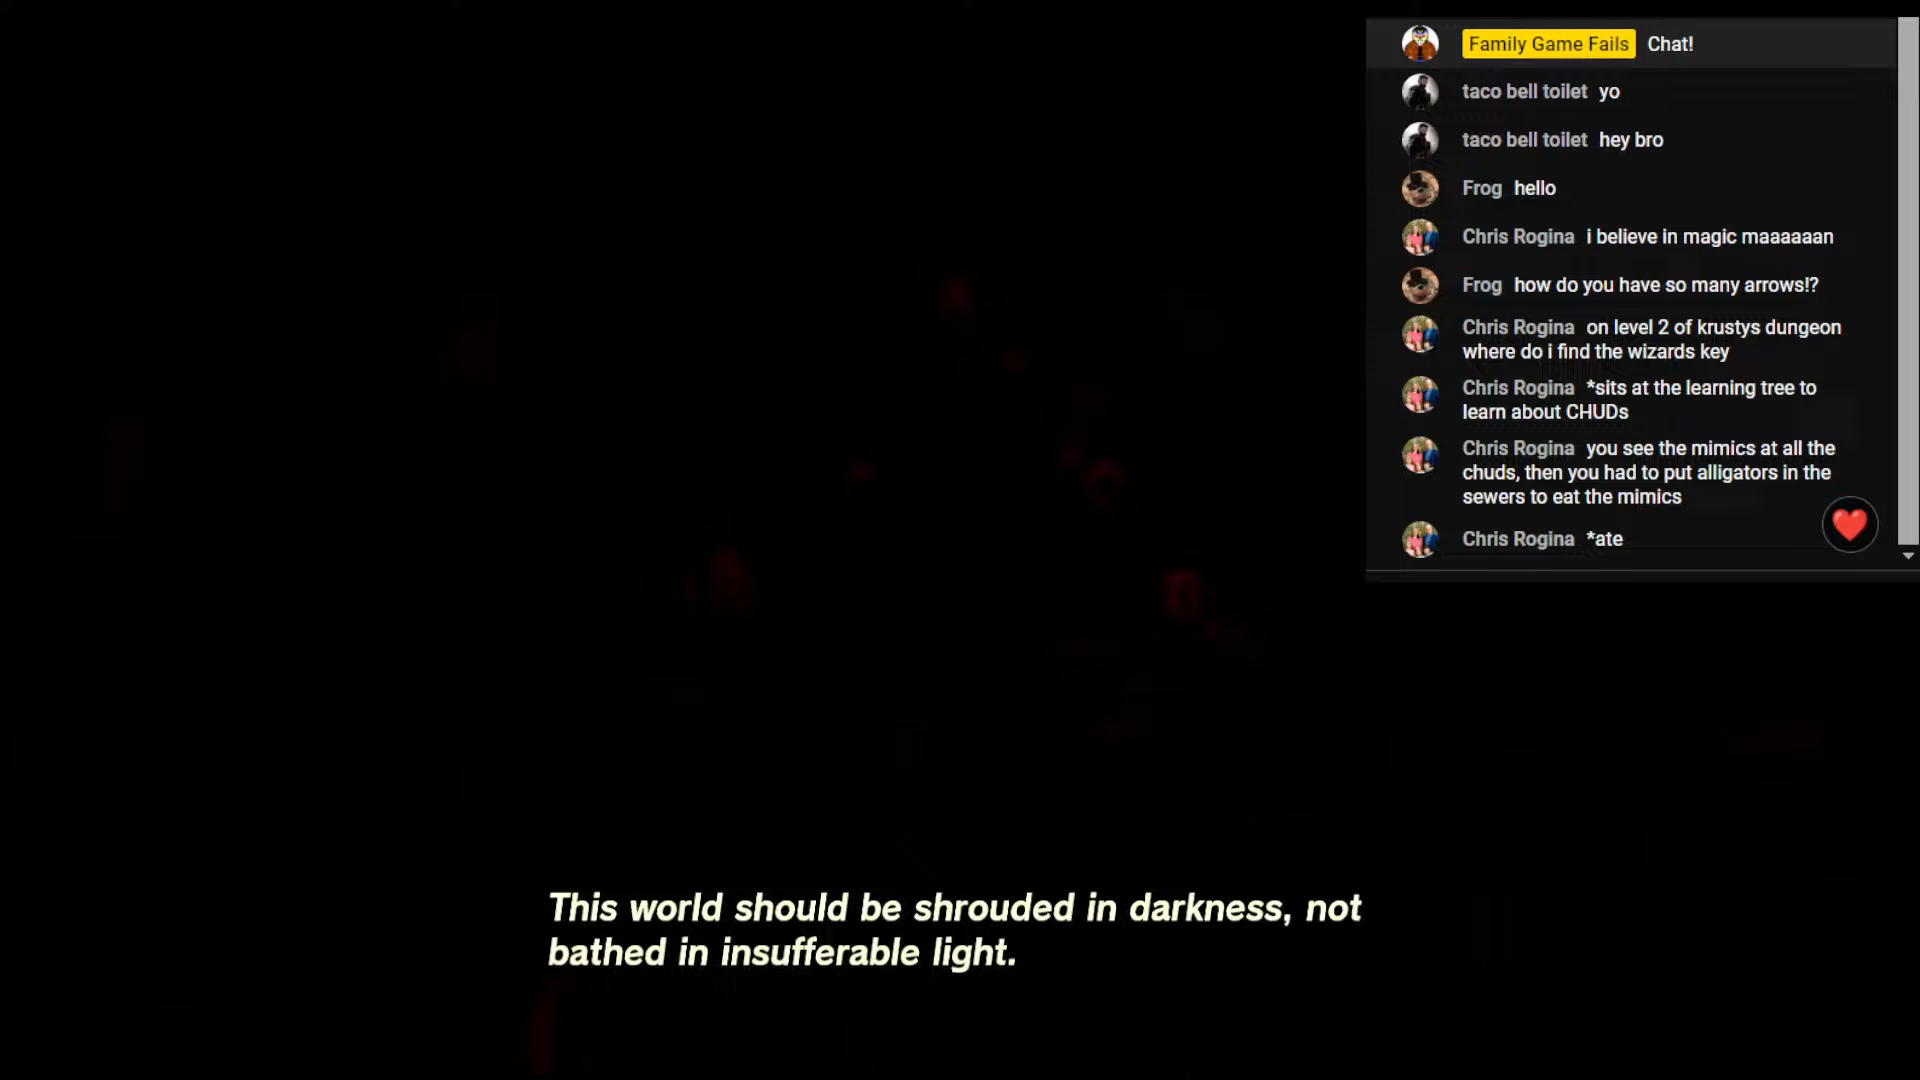 Family Game Fails Chat!
taco bell toilet yo
taco bell toilet hey bro
Frog hello
Chris Rogina i believe in magic maaaaaan
Frog how do you have so many arrows!?
Chris Rogina on level 2 of krustys dungeon
where do i find the wizards key
Chris Rogina *sits at the learning tree to
learn about CHUDs
Chris Rogina you see the mimics at all the
chuds, then you had to put alligators in the
sewers to eat the mimics
Chris Rogina *ate
This world should be shrouded in darkness, not
bathed in insufferable light.